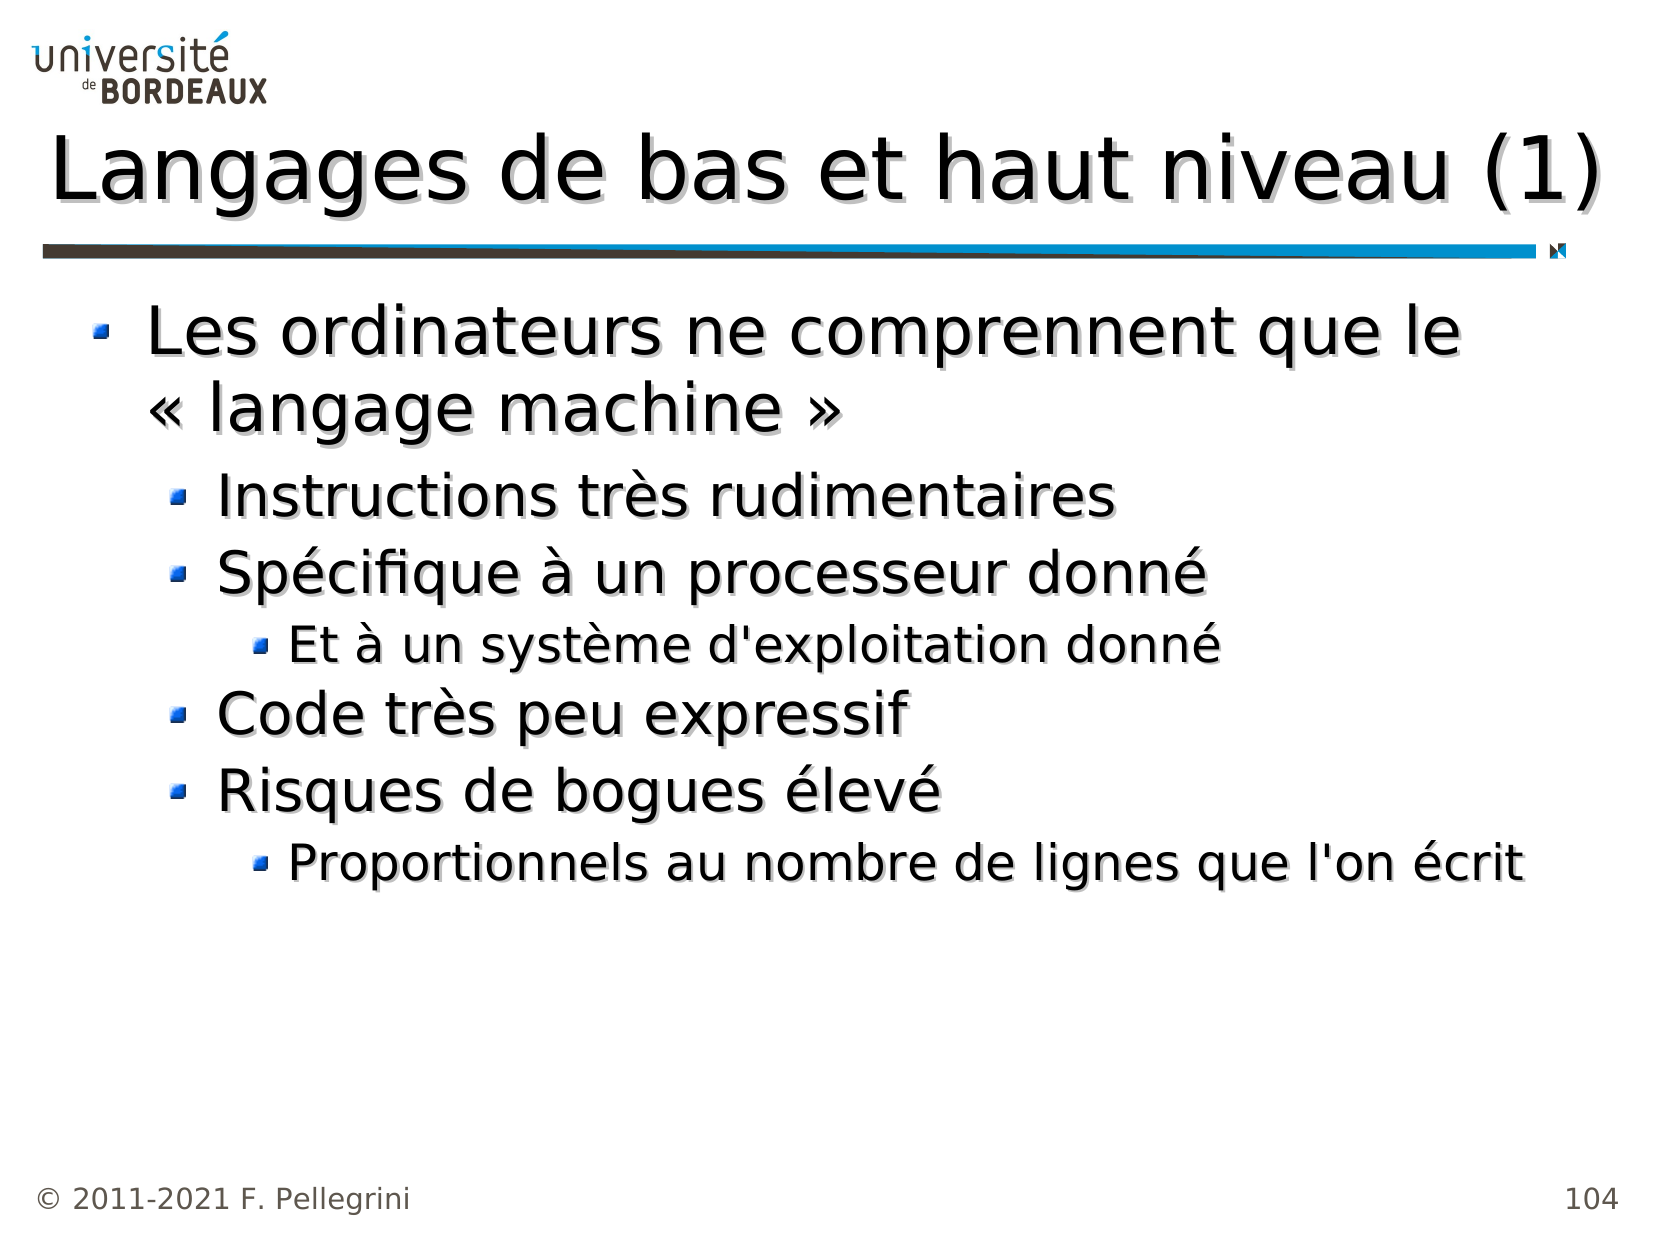 université
de BORDEAUX
Langages de bas et haut niveau (1)
Les ordinateurs ne comprennent que le
« langage machine »
Instructions très rudimentaires
Spécifique à un processeur donné
Et à un système d'exploitation donné
Code très peu expressif
Risques de bogues élevé
Proportionnels au nombre de lignes que l'on écrit
© 2011-2021 F. Pellegrini
104